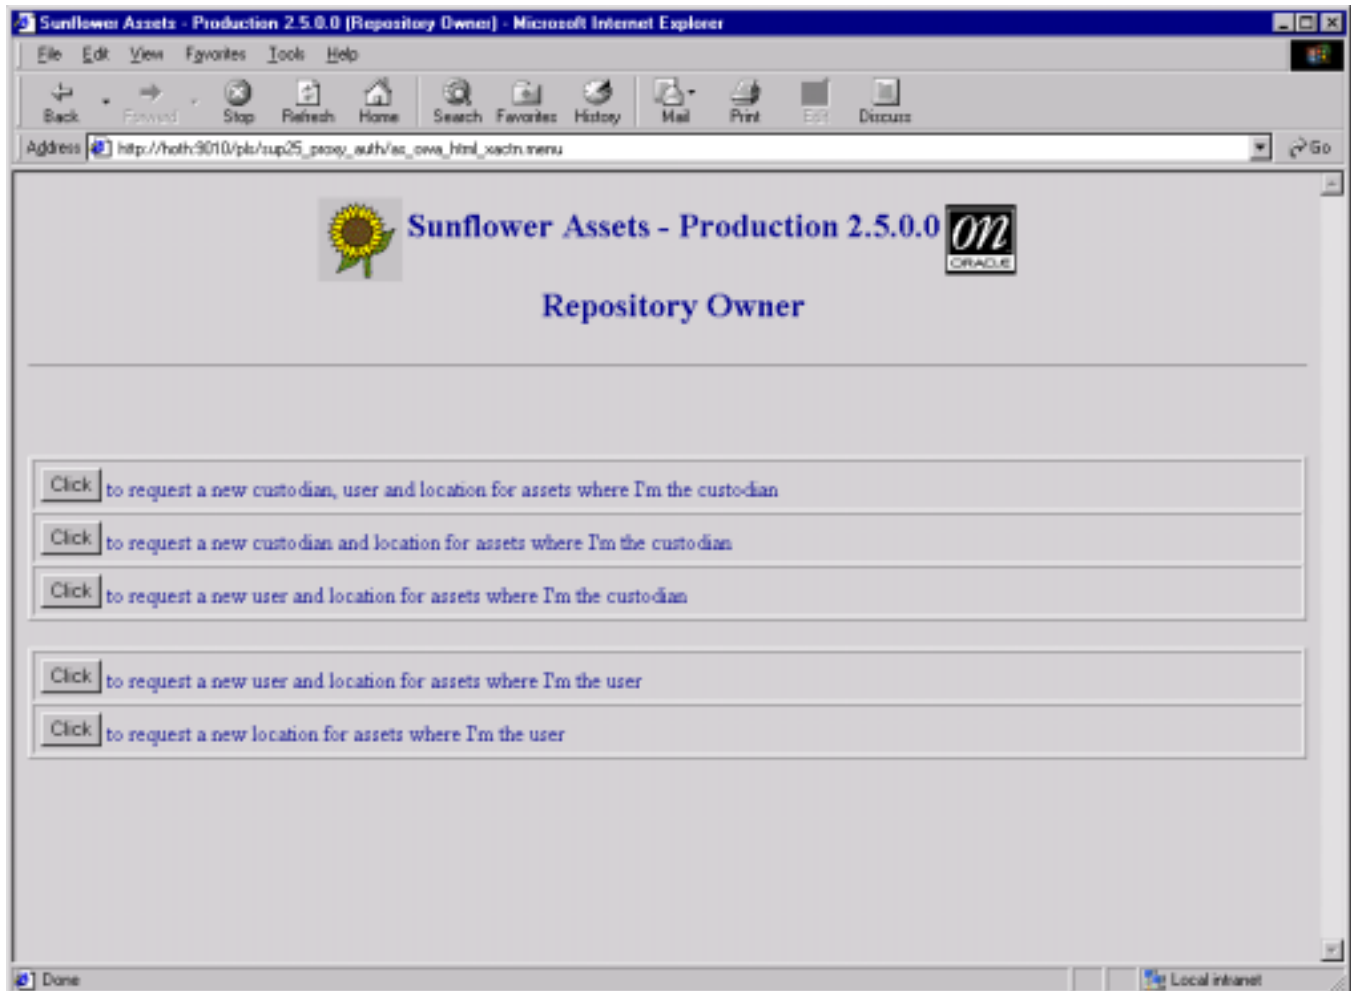 Sunflower Assets - Production 2.5.0.0 (Repository Owner) - Microsoft Internet Explorer
File Edit View Favorites Tools Help
Back Forward Stop Refresh Home Search Favorites History Mail Print Edit Discuss
Address http://hoth:9010/pls/sup25_proxy_auth/as_owa_html_xactn.menu Go
Sunflower Assets - Production 2.5.0.0 on
ORACLE
Repository Owner
Click to request a new custodian, user and location for assets where I'm the custodian
Click to request a new custodian and location for assets where I'm the custodian
Click to request a new user and location for assets where I'm the custodian
Click to request a new user and location for assets where I'm the user
Click to request a new location for assets where I'm the user
Done Local intranet